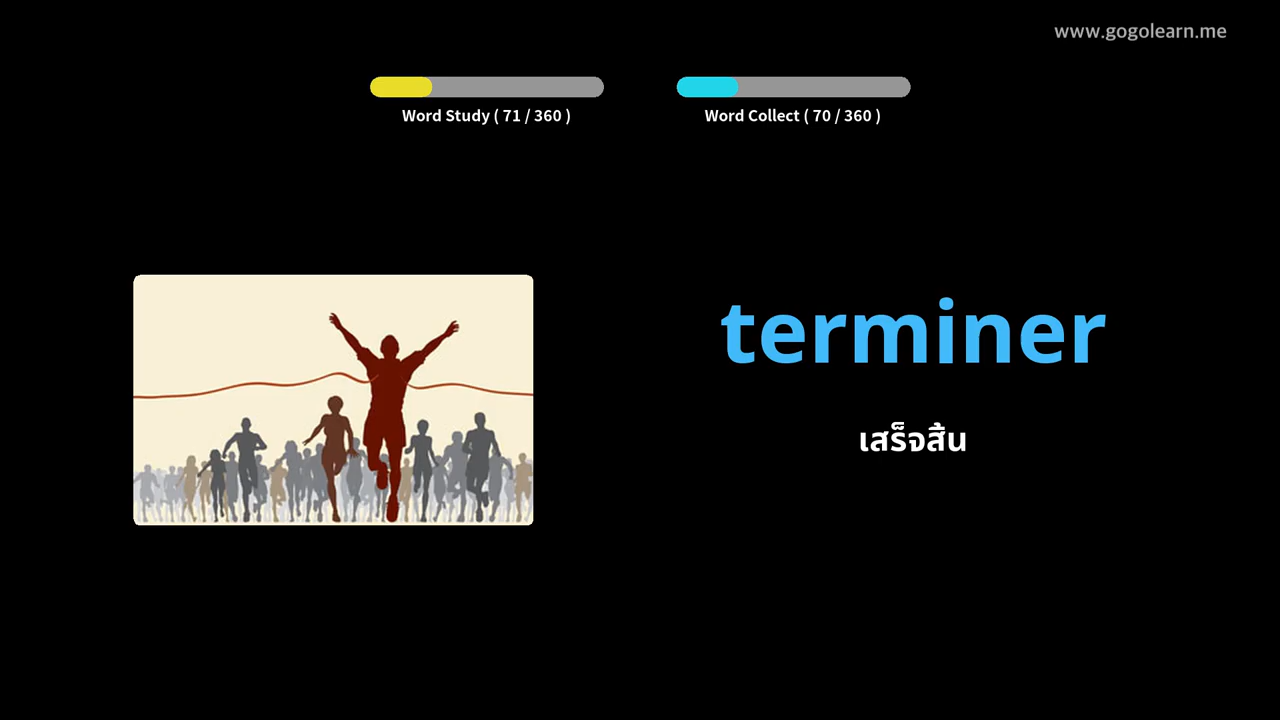 www.gogolearn.me
Word Study ( 71 / 360 )
Word Collect ( 70 / 360 )
terminer
เสร็จสิ้น